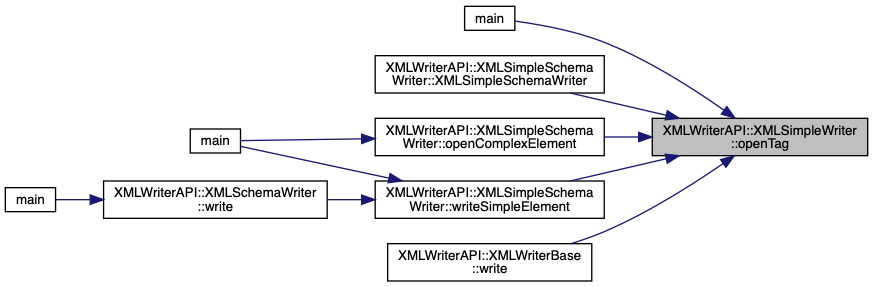 main
XMLWriterAPI::XMLSimpleSchema
Writer::XMLSimpleSchemaWriter
XMLWriterAPI::XMLSimpleSchema
Writer::openComplexElement
XMLWriterAPI::XMLSimpleWriter
::openTag
main
XMLWriterAPI::XMLSimpleSchema
Writer::writeSimpleElement
XMLWriterAPI::XMLSchemaWriter
::write
main
XMLWriterAPI::XMLWriterBase
::write